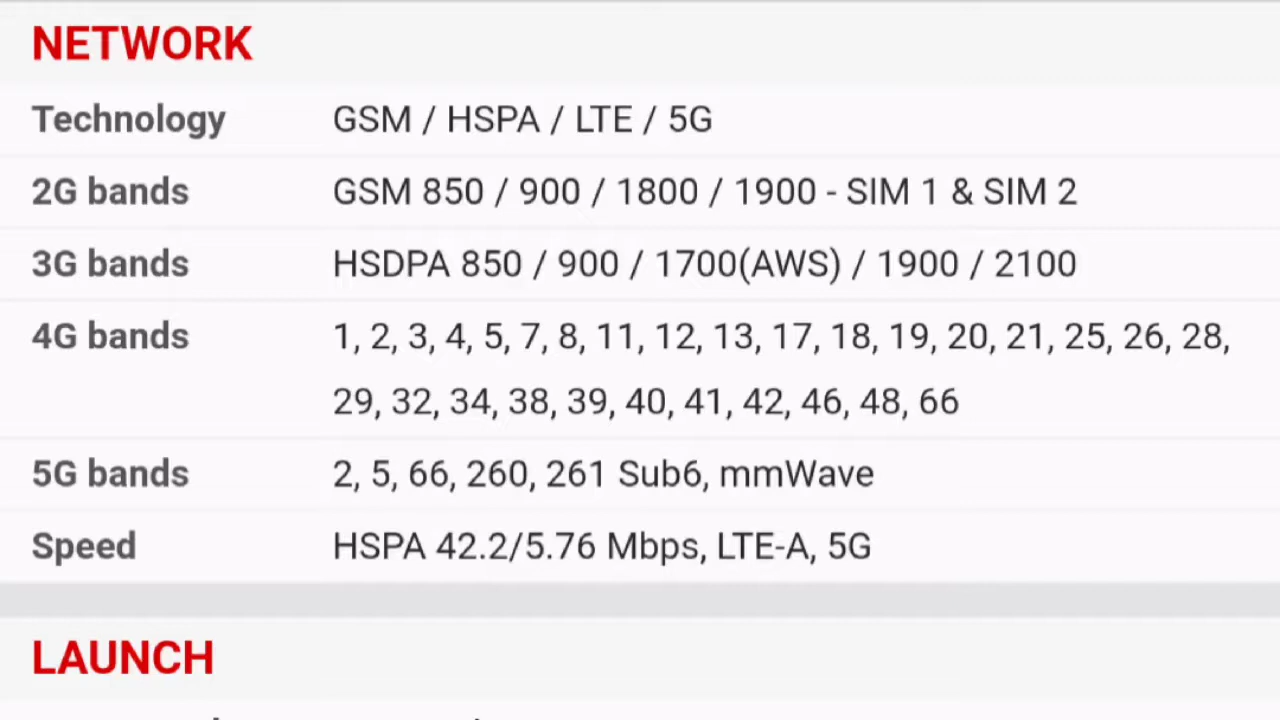 NETWORK
Technology GSM / HSPA / LTE / 5G
2G bands GSM 850 / 900 / 1800 / 1900 - SIM 1 & SIM 2
3G bands HSDPA 850 / 900 / 1700(AWS) / 1900 / 2100
4G bands 1, 2, 3, 4, 5, 7, 8, 11, 12, 13, 17, 18, 19, 20, 21, 25, 26, 28,
29, 32, 34, 38, 39, 40, 41, 42, 46, 48, 66
5G bands 2, 5, 66, 260, 261 Sub6, mmWave
Speed HSPA 42.2/5.76 Mbps, LTE-A, 5G
LAUNCH